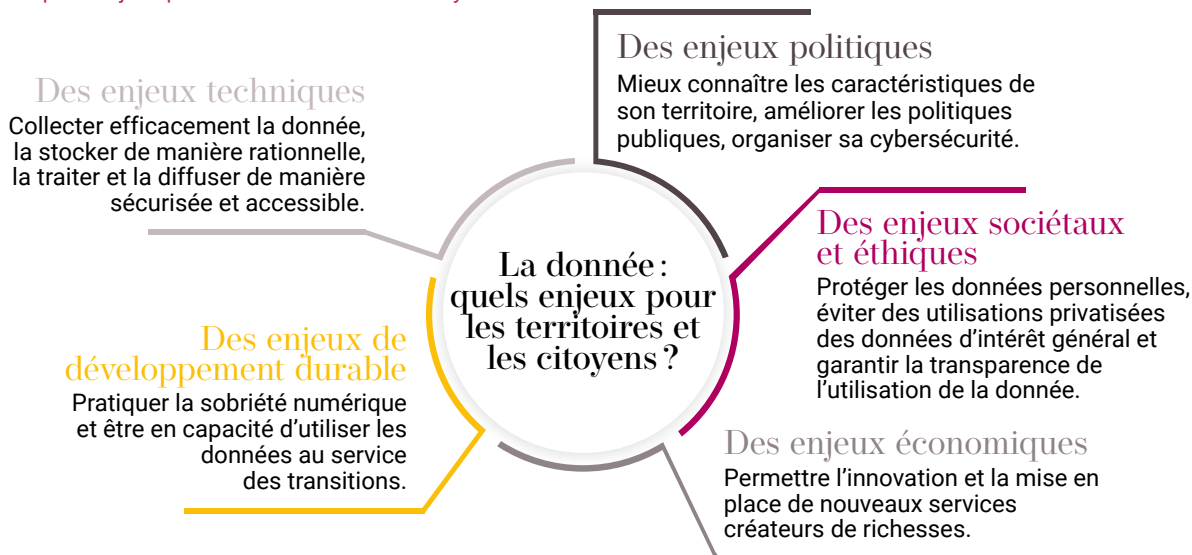 Des enjeux politiques
Mieux connaître les caractéristiques de
son territoire, améliorer les politiques
publiques, organiser sa cybersécurité.
Des enjeux techniques
Collecter efficacement la donnée,
la stocker de manière rationnelle,
la traiter et la diffuser de manière
sécurisée et accessible.
La donnée :
quels enjeux pour
les territoires et
les citoyens ?
Des enjeux sociétaux
et éthiques
Protéger les données personnelles,
éviter des utilisations privatisées
des données d’intérêt général et
garantir la transparence de
l’utilisation de la donnée.
Des enjeux de
développement durable
Pratiquer la sobriété numérique
et être en capacité d’utiliser les
données au service
des transitions.
Des enjeux économiques
Permettre l’innovation et la mise en
place de nouveaux services
créateurs de richesses.